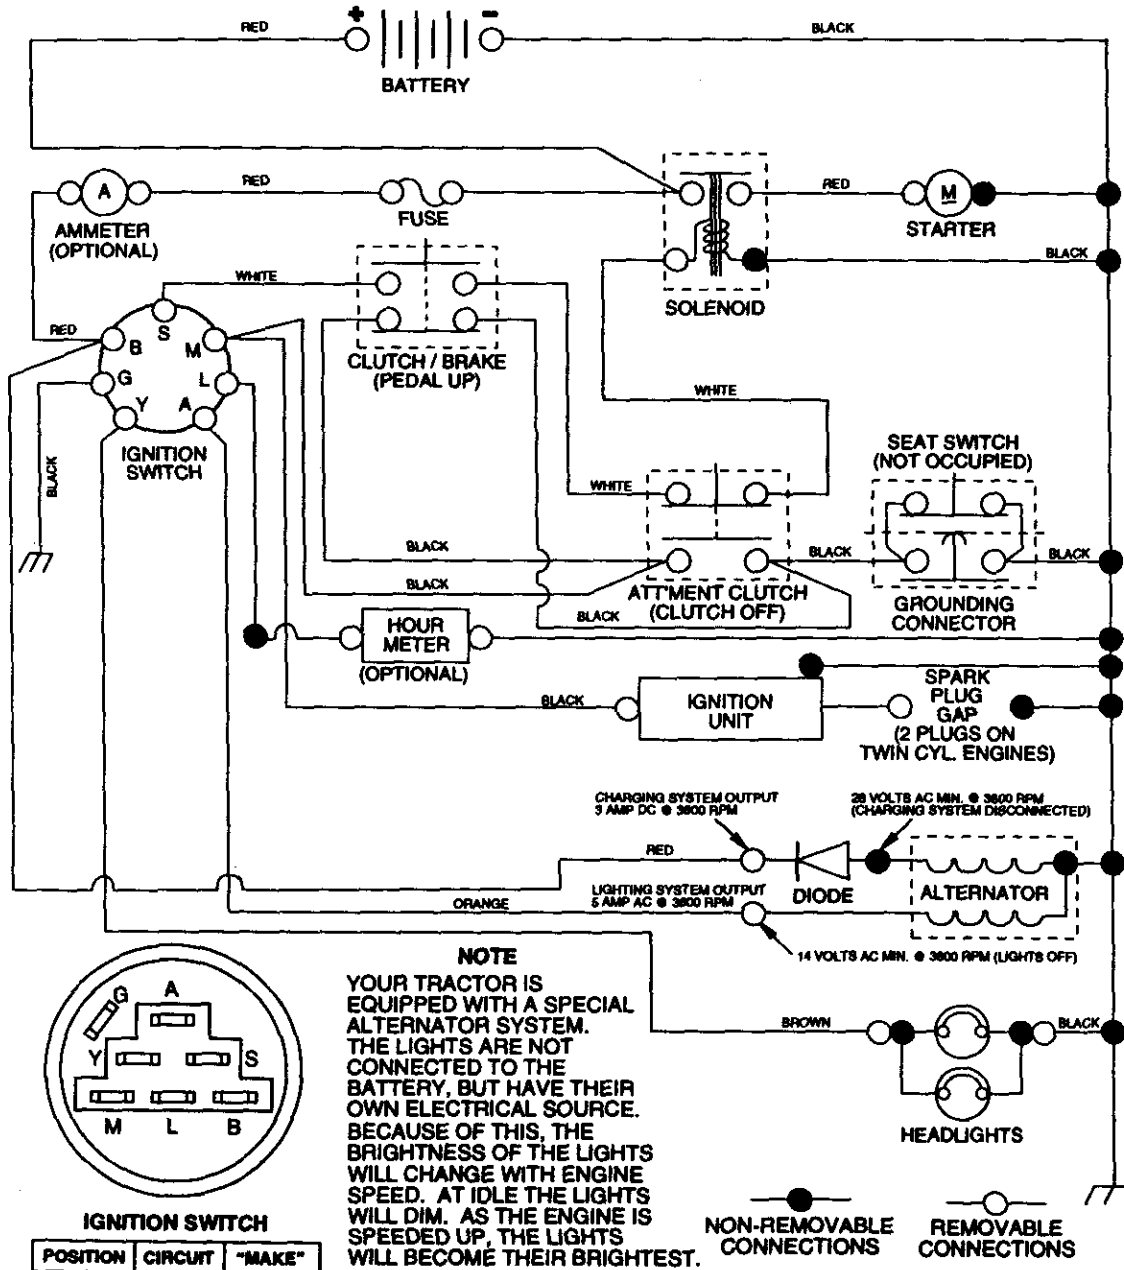 +
-
RED
BLACK
BATTERY
A
RED
RED
M
AMMETER
(OPTIONAL)
FUSE
STARTER
WHITE
BLACK
SOLENOID
RED
S
B
M
G
L
Y
A
CLUTCH / BRAKE
(PEDAL UP)
WHITE
IGNITION
SWITCH
BLACK
SEAT SWITCH
(NOT OCCUPIED)
WHITE
BLACK
BLACK
BLACK
BLACK
ATT'MENT CLUTCH
(CLUTCH OFF)
BLACK
GROUNDING
CONNECTOR
HOUR
METER
(OPTIONAL)
BLACK
IGNITION
UNIT
SPARK
PLUG
GAP
(2 PLUGS ON
TWIN CYL. ENGINES)
CHARGING SYSTEM OUTPUT
3 AMP DC @ 3600 RPM
28 VOLTS AC MIN. @ 3600 RPM
(CHARGING SYSTEM DISCONNECTED)
RED
DIODE
ALTERNATOR
LIGHTING SYSTEM OUTPUT
5 AMP AC @ 3600 RPM
ORANGE
14 VOLTS AC MIN. @ 3600 RPM (LIGHTS OFF)
BROWN
BLACK
HEADLIGHTS
G
A
Y
S
M
L
B
IGNITION SWITCH
POSITION CIRCUIT "MAKE"
NOTE
YOUR TRACTOR IS
EQUIPPED WITH A SPECIAL
ALTERNATOR SYSTEM.
THE LIGHTS ARE NOT
CONNECTED TO THE
BATTERY, BUT HAVE THEIR
OWN ELECTRICAL SOURCE.
BECAUSE OF THIS, THE
BRIGHTNESS OF THE LIGHTS
WILL CHANGE WITH ENGINE
SPEED. AT IDLE THE LIGHTS
WILL DIM. AS THE ENGINE IS
SPEEDED UP, THE LIGHTS
WILL BECOME THEIR BRIGHTEST.
NON-REMOVABLE
CONNECTIONS
REMOVABLE
CONNECTIONS